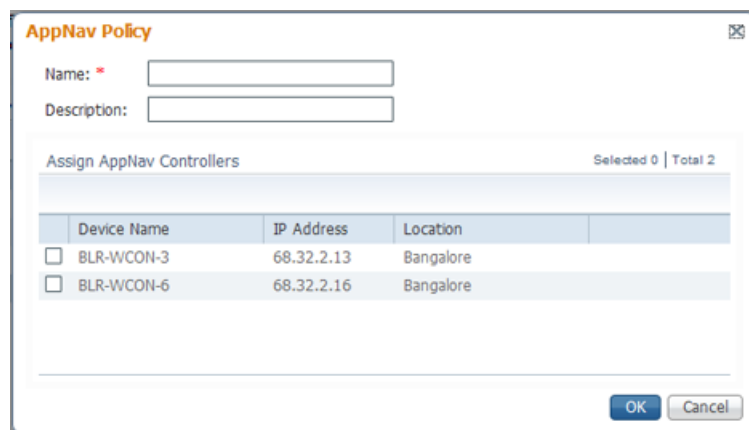 AppNav Policy
Name: *
Description:
Assign AppNav Controllers Selected 0 | Total 2
Device Name IP Address Location
BLR-WCON-3 68.32.2.13 Bangalore
BLR-WCON-6 68.32.2.16 Bangalore
OK Cancel